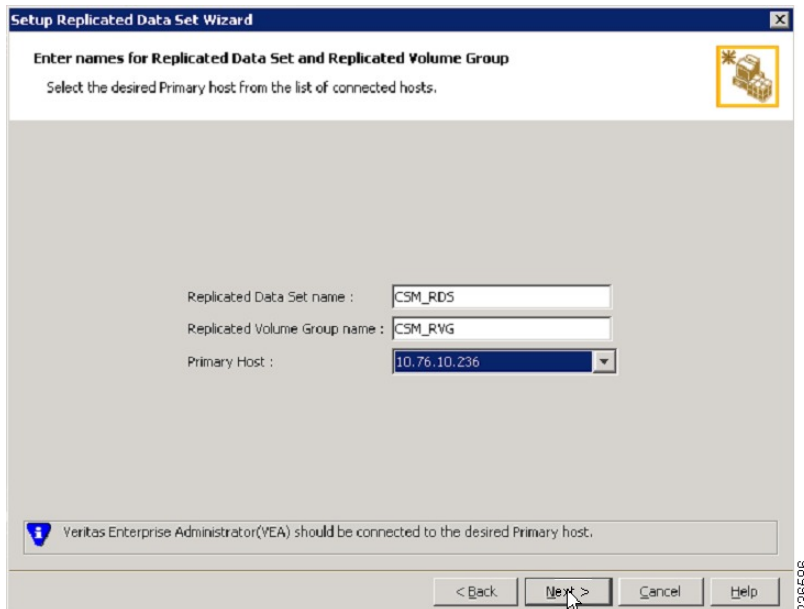 Setup Replicated Data Set Wizard
Enter names for Replicated Data Set and Replicated Volume Group
Select the desired Primary host from the list of connected hosts.
Replicated Data Set name : CSM_RDS
Replicated Volume Group name : CSM_RVG
Primary Host : 10.76.10.236
Veritas Enterprise Administrator(VEA) should be connected to the desired Primary host.
< Back Next > Cancel Help